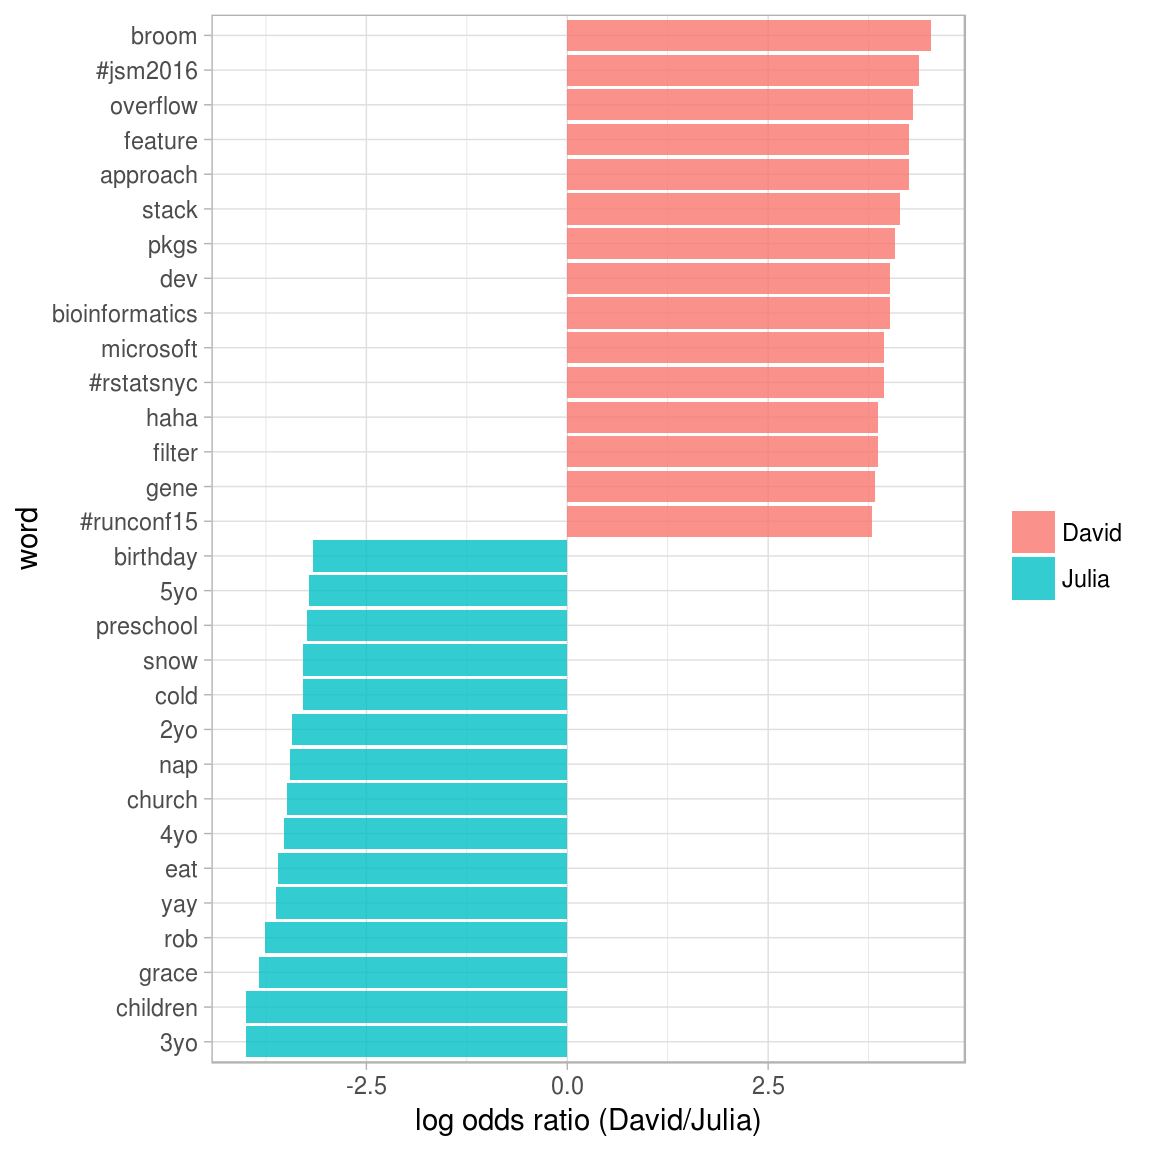 broom
#jsm2016
overflow
feature
approach
stack
pkgs
dev
bioinformatics
microsoft
#rstatsnyc
haha
filter
gene
#runconf15
birthday
5yo
preschool
snow
cold
2yo
nap
church
4yo
eat
yay
rob
grace
children
3yo
word
-2.5 0.0 2.5
log odds ratio (David/Julia)
David
Julia